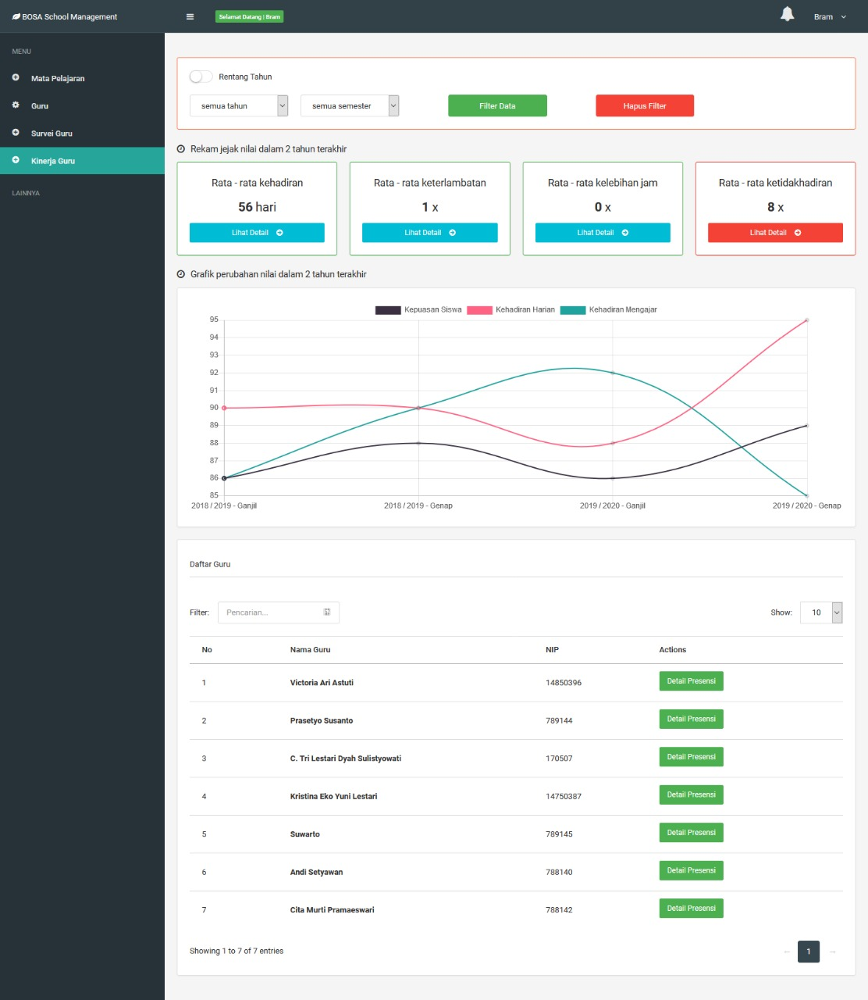 BOSA School Management
Selamat Datang | Bram
Bram
MENU
Mata Pelajaran
Guru
Survei Guru
Kinerja Guru
LAINNYA
Rentang Tahun
semua tahun
semua semester
Filter Data
Hapus Filter
Rekam jejak nilai dalam 2 tahun terakhir
Rata - rata kehadiran
56 hari
Lihat Detail
Rata - rata keterlambatan
1 x
Lihat Detail
Rata - rata kelebihan jam
0 x
Lihat Detail
Rata - rata ketidakhadiran
8 x
Lihat Detail
Grafik perubahan nilai dalam 2 tahun terakhir
Kepuasan Siswa Kehadiran Harian Kehadiran Mengajar
95
94
93
92
91
90
89
88
87
86
85
2018 / 2019 - Ganjil 2018 / 2019 - Genap 2019 / 2020 - Ganjil 2019 / 2020 - Genap
Daftar Guru
Filter: Pencarian... Show: 10
No Nama Guru NIP Actions
1 Victoria Ari Astuti 14850396 Detail Presensi
2 Prasetyo Susanto 789144 Detail Presensi
3 C. Tri Lestari Dyah Sulistyowati 170507 Detail Presensi
4 Kristina Eko Yuni Lestari 14750387 Detail Presensi
5 Suwarto 789145 Detail Presensi
6 Andi Setyawan 788140 Detail Presensi
7 Cita Murti Pramaeswari 788142 Detail Presensi
Showing 1 to 7 of 7 entries ← 1 →